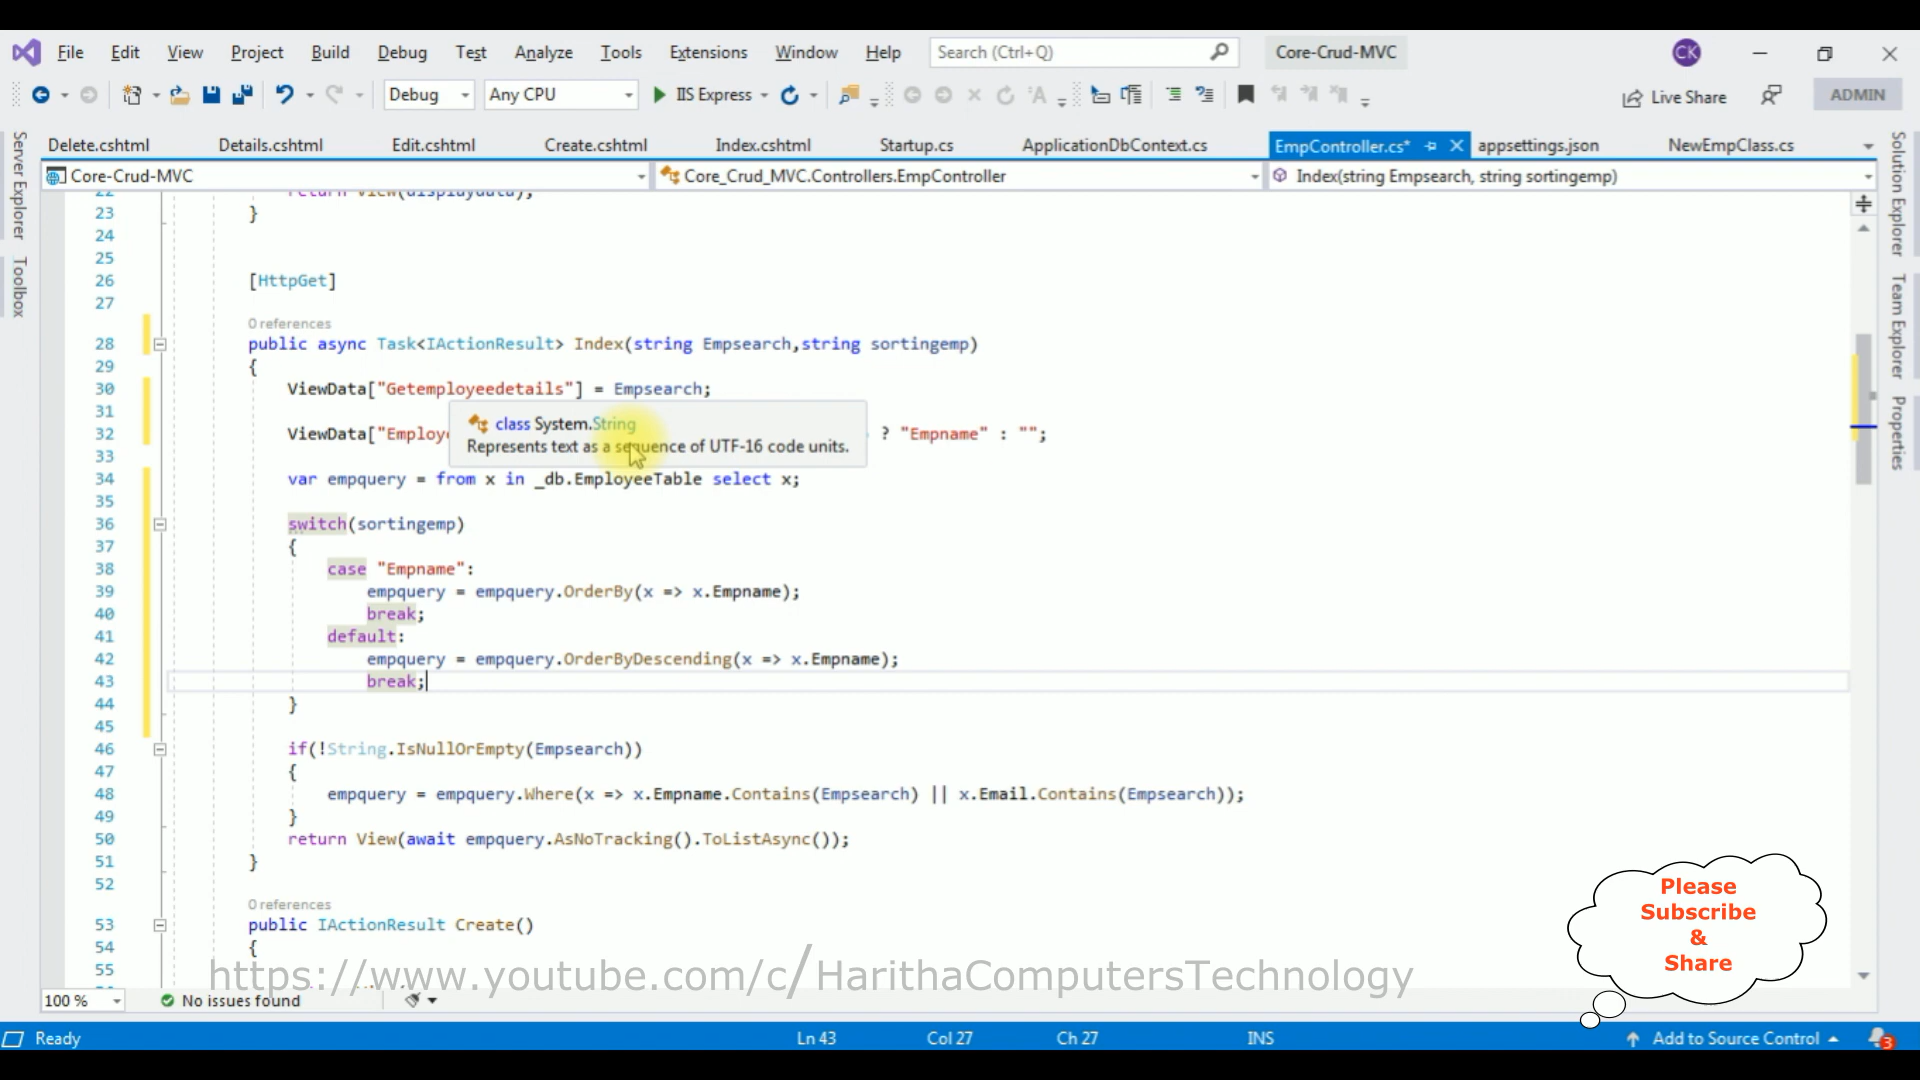 File Edit View Project Build Debug Test Analyze Tools Extensions Window Help Search (Ctrl+Q) Core-Crud-MVC CK
Debug Any CPU IIS Express Live Share ADMIN
Delete.cshtml Details.cshtml Edit.cshtml Create.cshtml Index.cshtml Startup.cs ApplicationDbContext.cs EmpController.cs* appsettings.json NewEmpClass.cs
Core-Crud-MVC Core_Crud_MVC.Controllers.EmpController Index(string Empsearch, string sortingemp)
Server Explorer
Toolbox
Solution Explorer
Team Explorer
Properties
22 return View(displaydata);
23 }
24
25
26 [HttpGet]
27
0 references
28 public async Task<IActionResult> Index(string Empsearch,string sortingemp)
29 {
30 ViewData["Getemployeedetails"] = Empsearch;
31
class System.String
32 ViewData["Employ ? "Empname" : "";
Represents text as a sequence of UTF-16 code units.
33
34 var empquery = from x in _db.EmployeeTable select x;
35
36 switch(sortingemp)
37 {
38 case "Empname":
39 empquery = empquery.OrderBy(x => x.Empname);
40 break;
41 default:
42 empquery = empquery.OrderByDescending(x => x.Empname);
43 break;
44 }
45
46 if(!String.IsNullOrEmpty(Empsearch))
47 {
48 empquery = empquery.Where(x => x.Empname.Contains(Empsearch) || x.Email.Contains(Empsearch));
49 }
50 return View(await empquery.AsNoTracking().ToListAsync());
51 }
52
0 references
53 public IActionResult Create()
54 {
55
https://www.youtube.com/c/HarithaComputersTechnology
Please
Subscribe
&
Share
100 % No issues found
Ready Ln 43 Col 27 Ch 27 INS Add to Source Control 3